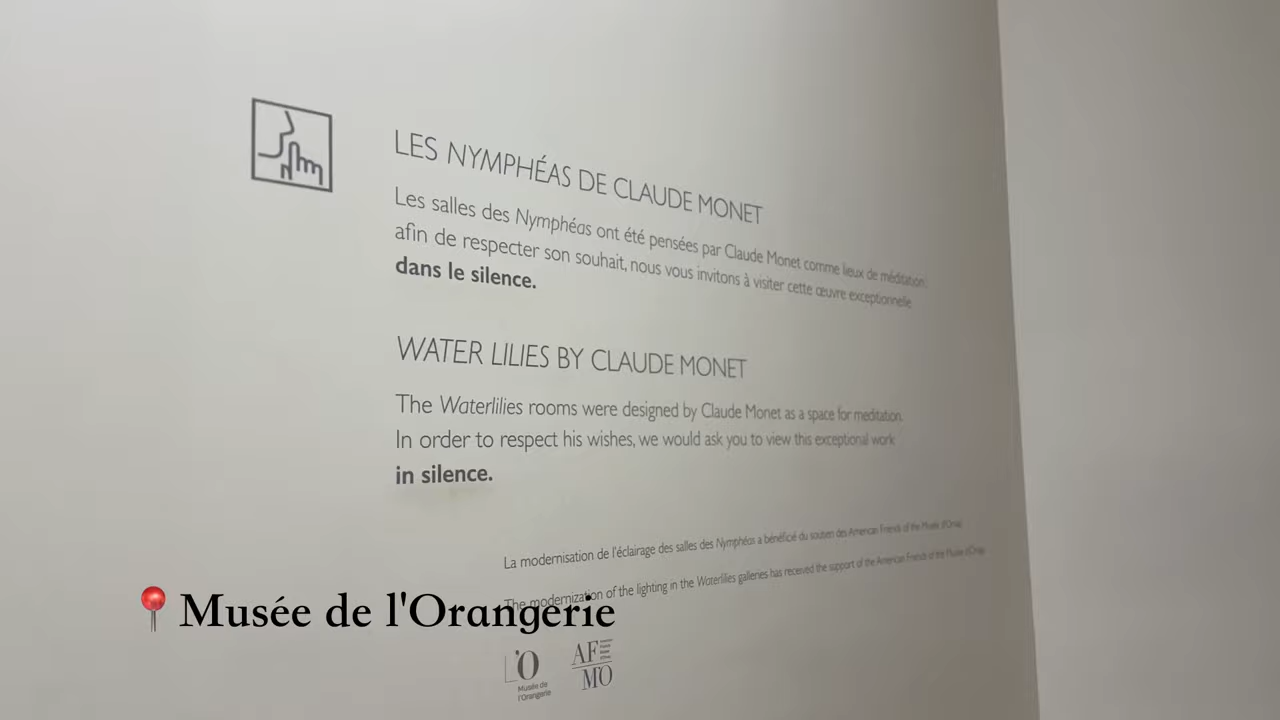 LES NYMPHÉAS DE CLAUDE MONET
Les salles des Nymphéas ont été pensées par Claude Monet comme lieux de méditation,
afin de respecter son souhait, nous vous invitons à visiter cette œuvre exceptionnelle
dans le silence.
WATER LILIES BY CLAUDE MONET
The Waterlilies rooms were designed by Claude Monet as a space for meditation.
In order to respect his wishes, we would ask you to view this exceptional work
in silence.
La modernisation de l'éclairage des salles des Nymphéas a bénéficié du soutien des American Friends of the Musée d'Orsay
The modernization of the lighting in the Waterlilies galleries has received the support of the American Friends of the Musée d'Orsay
Musée de l'Orangerie
L'O
Musée de
l'Orangerie
AF
MO